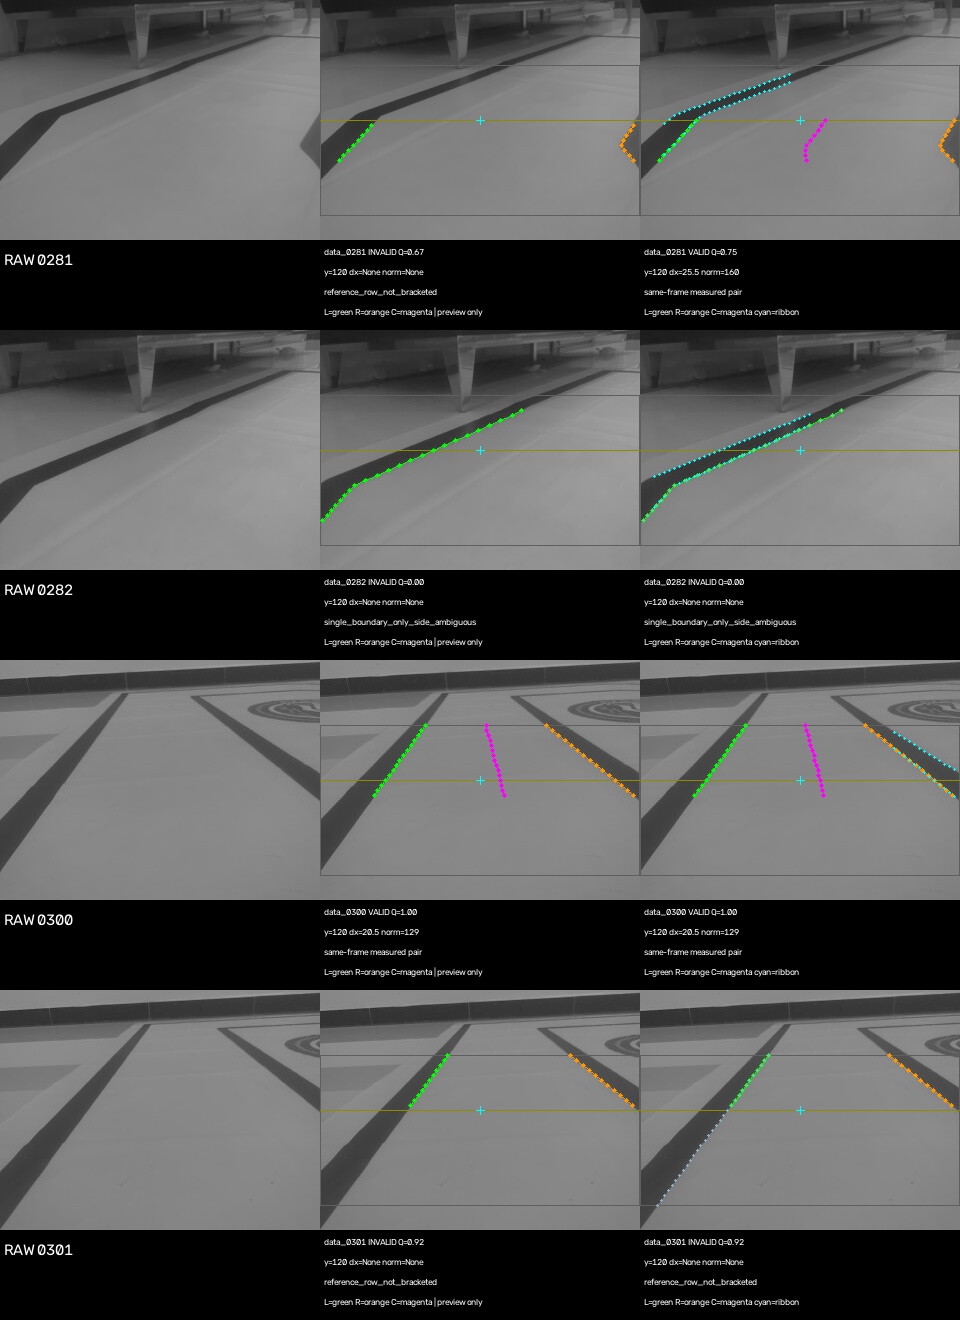 RAW 0281
data_0281 INVALID Q=0.67
y=120 dx=None norm=None
reference_row_not_bracketed
L=green R=orange C=magenta | preview only
data_0281 VALID Q=0.75
y=120 dx=25.5 norm=160
same-frame measured pair
L=green R=orange C=magenta cyan=ribbon
RAW 0282
data_0282 INVALID Q=0.00
y=120 dx=None norm=None
single_boundary_only_side_ambiguous
L=green R=orange C=magenta | preview only
data_0282 INVALID Q=0.00
y=120 dx=None norm=None
single_boundary_only_side_ambiguous
L=green R=orange C=magenta cyan=ribbon
RAW 0300
data_0300 VALID Q=1.00
y=120 dx=20.5 norm=129
same-frame measured pair
L=green R=orange C=magenta | preview only
data_0300 VALID Q=1.00
y=120 dx=20.5 norm=129
same-frame measured pair
L=green R=orange C=magenta cyan=ribbon
RAW 0301
data_0301 INVALID Q=0.92
y=120 dx=None norm=None
reference_row_not_bracketed
L=green R=orange C=magenta | preview only
data_0301 INVALID Q=0.92
y=120 dx=None norm=None
reference_row_not_bracketed
L=green R=orange C=magenta cyan=ribbon